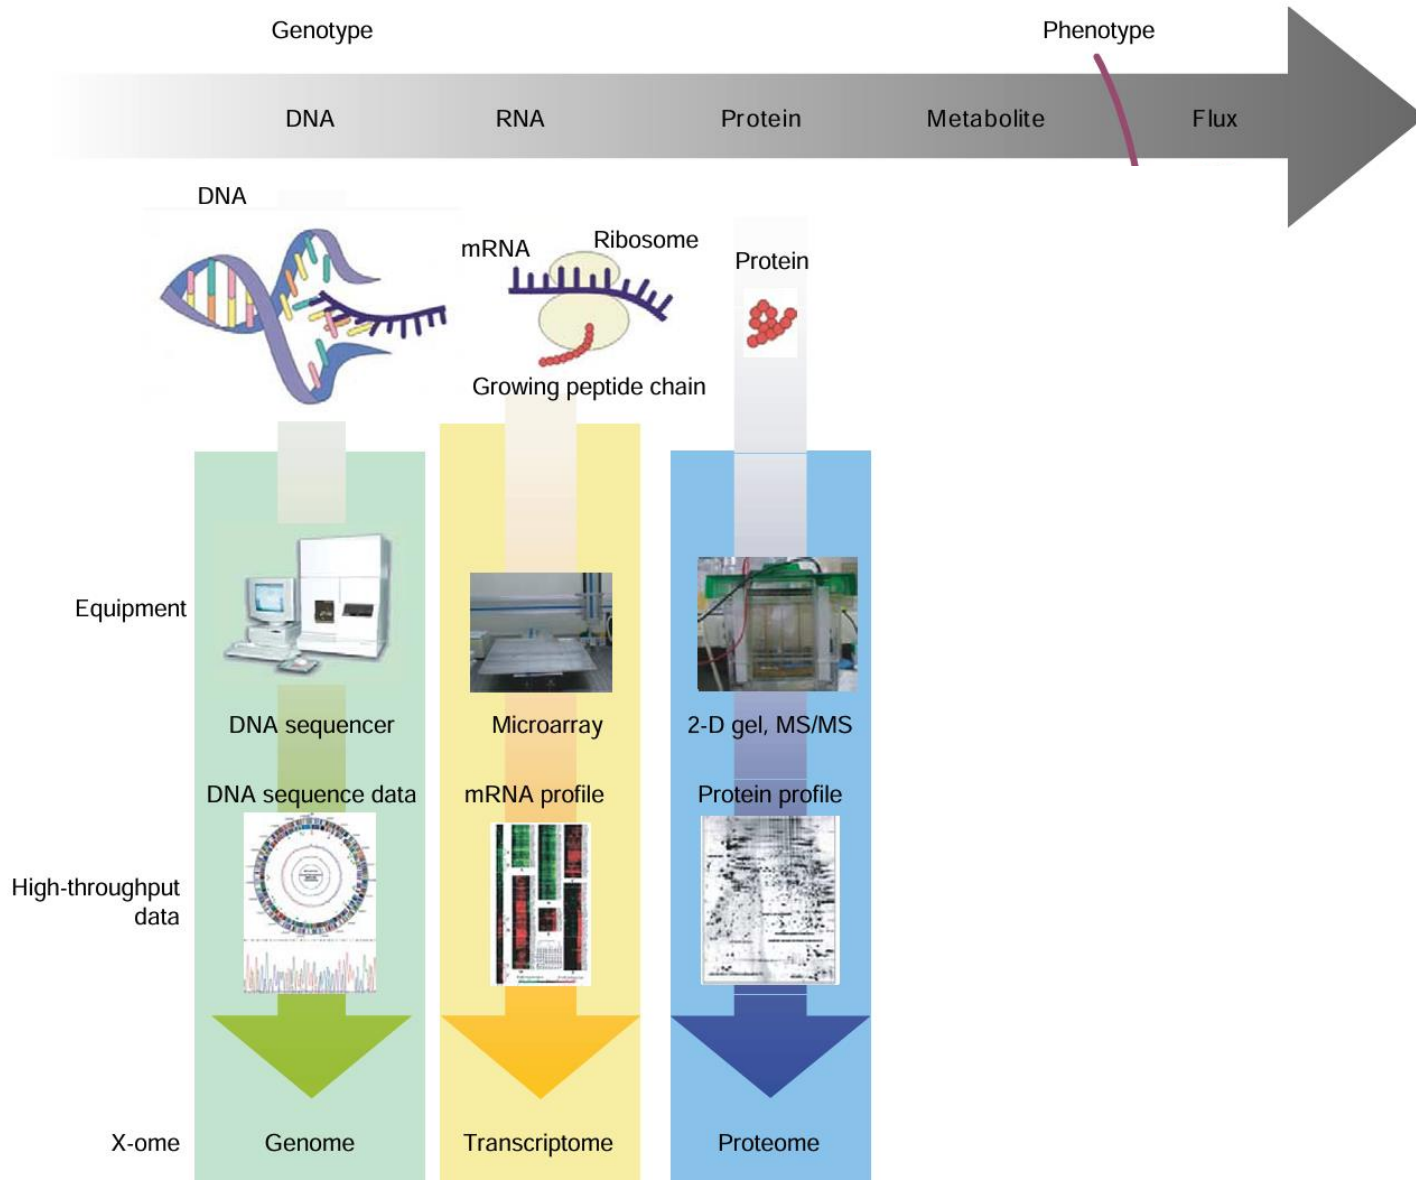 Genotype
Phenotype
DNA
RNA
Protein
Metabolite
Flux
DNA
mRNA
Ribosome
Protein
Growing peptide chain
Equipment
DNA sequencer
Microarray
2-D gel, MS/MS
DNA sequence data
mRNA profile
Protein profile
High-throughput
data
X-ome
Genome
Transcriptome
Proteome